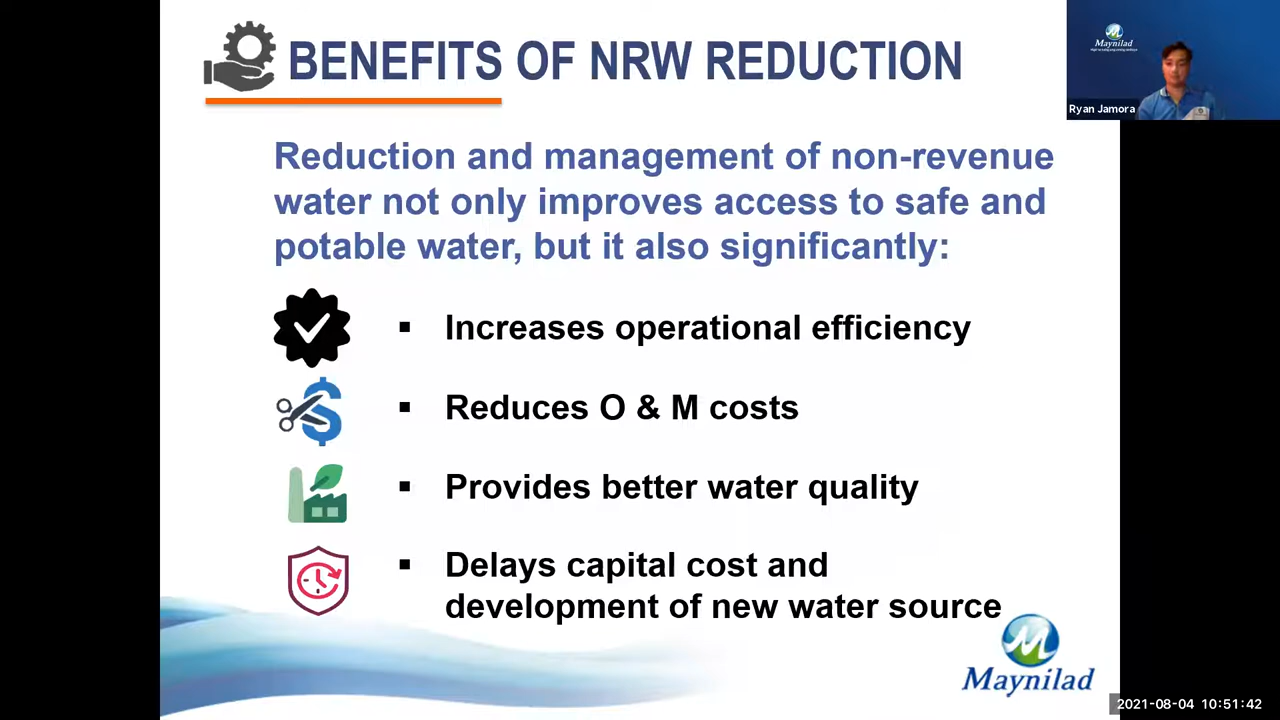 BENEFITS OF NRW REDUCTION
Maynilad
Ryan Jamora
Reduction and management of non-revenue
water not only improves access to safe and
potable water, but it also significantly:
▪ Increases operational efficiency
▪ Reduces O & M costs
▪ Provides better water quality
▪ Delays capital cost and
development of new water source
Maynilad
2021-08-04 10:51:42